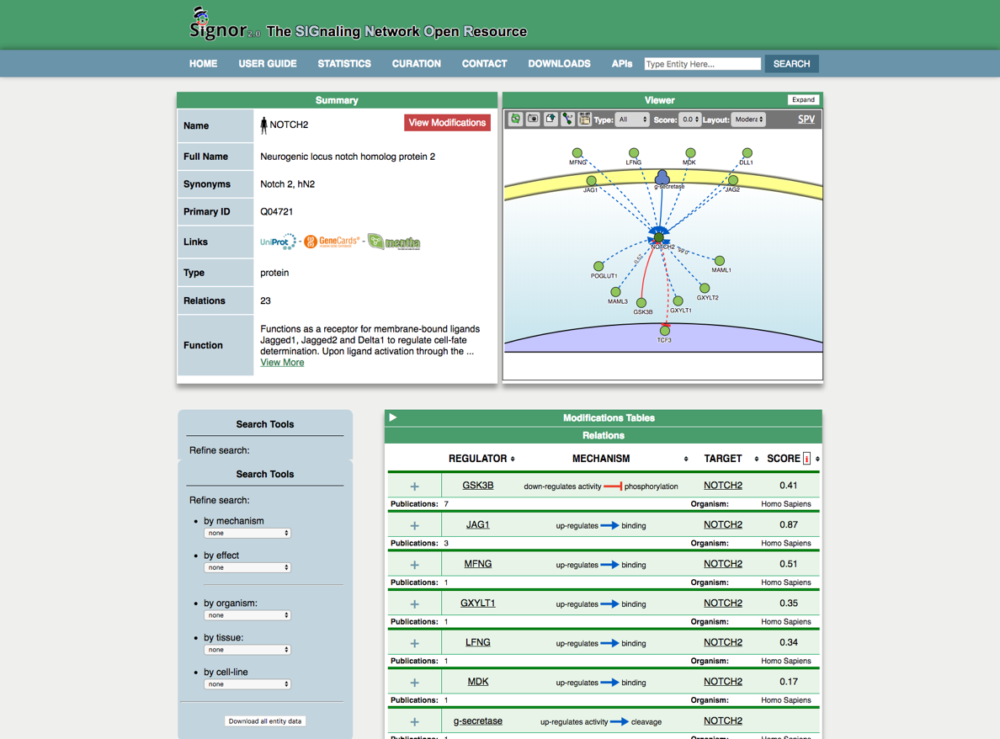 Signor 2.0 The SIGnaling Network Open Resource
HOME USER GUIDE STATISTICS CURATION CONTACT DOWNLOADS APIs Type Entity Here... SEARCH
Summary
Name NOTCH2 View Modifications
Full Name Neurogenic locus notch homolog protein 2
Synonyms Notch 2, hN2
Primary ID Q04721
Links UniProt - GeneCards - mentha
Type protein
Relations 23
Function Functions as a receptor for membrane-bound ligands
Jagged1, Jagged2 and Delta1 to regulate cell-fate
determination. Upon ligand activation through the ...
View More
Viewer Expand
Type: All Score: 0.0 Layout: Modera SPV
MFNG LFNG MDK DLL1
JAG1 g-secretase JAG2
NOTCH2
0.52
POGLUT1 MAML1
MAML3 GXYLT2
GSK3B GXYLT1
TCF3
Search Tools
Refine search:
Search Tools
Refine search:
by mechanism
none
by effect
none
by organism:
none
by tissue:
none
by cell-line
none
Download all entity data
Modifications Tables
Relations
REGULATOR MECHANISM TARGET SCORE i
+ GSK3B down-regulates activity phosphorylation NOTCH2 0.41
Publications: 7 Organism: Homo Sapiens
+ JAG1 up-regulates binding NOTCH2 0.87
Publications: 3 Organism: Homo Sapiens
+ MFNG up-regulates binding NOTCH2 0.51
Publications: 1 Organism: Homo Sapiens
+ GXYLT1 up-regulates binding NOTCH2 0.35
Publications: 1 Organism: Homo Sapiens
+ LFNG up-regulates binding NOTCH2 0.34
Publications: 1 Organism: Homo Sapiens
+ MDK up-regulates binding NOTCH2 0.17
Publications: 1 Organism: Homo Sapiens
+ g-secretase up-regulates activity cleavage NOTCH2
Publications: 1 Organism: Homo Sapiens